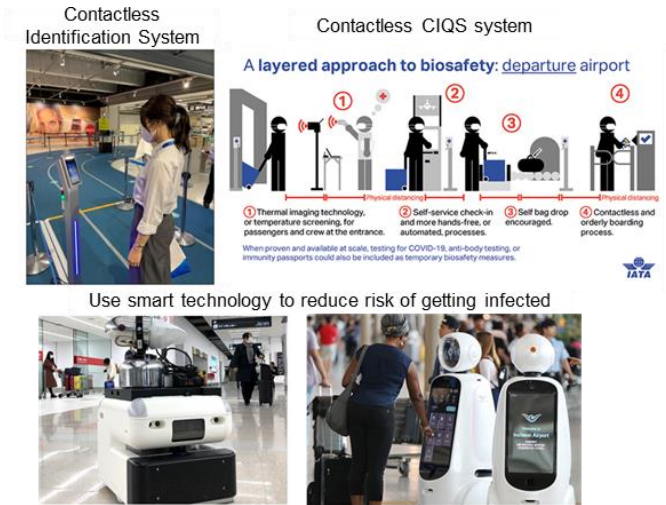 Contactless
Identification System
Contactless CIQS system
A layered approach to biosafety: departure airport
1
2
3
4
Physical distancing
Physical distancing
1 Thermal imaging technology,
or temperature screening, for
passengers and crew at the entrance.
2 Self-service check-in
and more hands-free, or
automated, processes.
3 Self bag drop
encouraged.
4 Contactless and
orderly boarding
process.
When proven and available at scale, testing for COVID-19, anti-body testing, or
immunity passports could also be included as temporary biosafety measures.
IATA
Use smart technology to reduce risk of getting infected
Incheon Airport